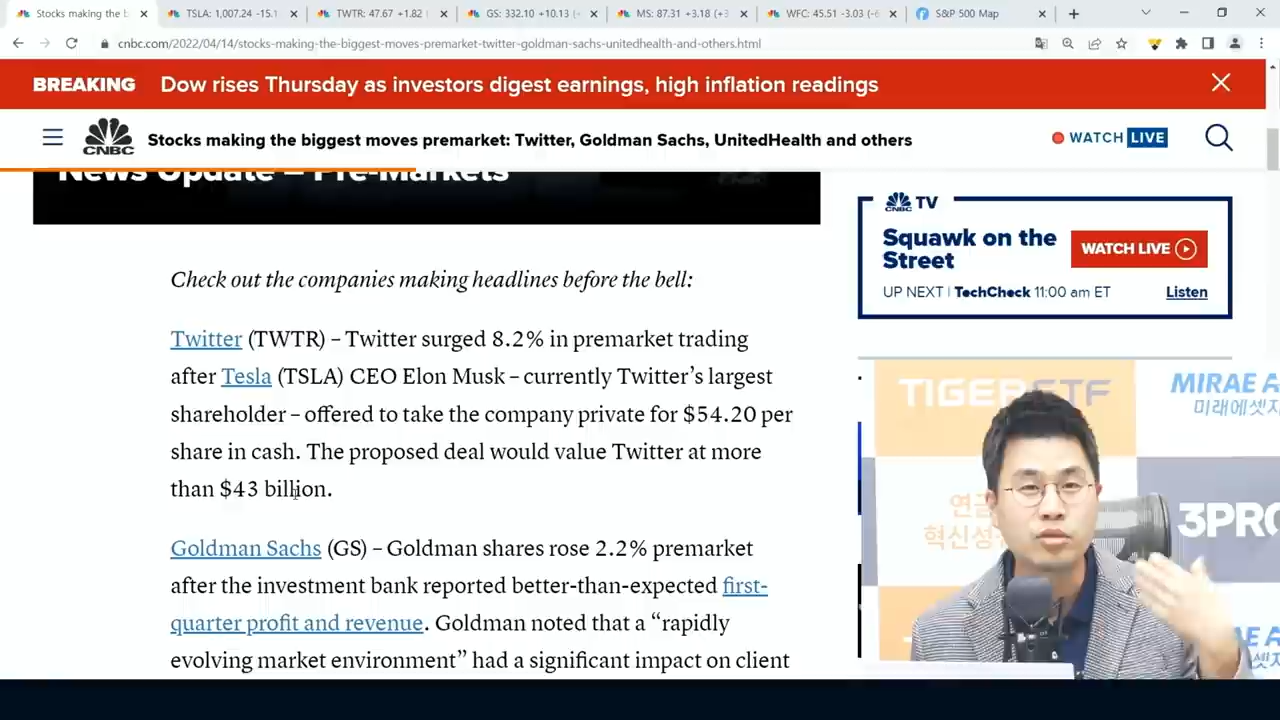 Stocks making the b
TSLA: 1,007.24 -15.1
TWTR: 47.67 +1.82
GS: 332.10 +10.13
MS: 87.31 +3.18 (+3
WFC: 45.51 -3.03 (-6
S&P 500 Map
cnbc.com/2022/04/14/stocks-making-the-biggest-moves-premarket-twitter-goldman-sachs-unitedhealth-and-others.html
BREAKING Dow rises Thursday as investors digest earnings, high inflation readings
CNBC
Stocks making the biggest moves premarket: Twitter, Goldman Sachs, UnitedHealth and others
WATCH LIVE
News Update – Pre-Markets
Check out the companies making headlines before the bell:
Twitter (TWTR) – Twitter surged 8.2% in premarket trading
after Tesla (TSLA) CEO Elon Musk – currently Twitter’s largest
shareholder – offered to take the company private for $54.20 per
share in cash. The proposed deal would value Twitter at more
than $43 billion.
Goldman Sachs (GS) – Goldman shares rose 2.2% premarket
after the investment bank reported better-than-expected first-
quarter profit and revenue. Goldman noted that a “rapidly
evolving market environment” had a significant impact on client
CNBC TV
Squawk on the
Street
WATCH LIVE
UP NEXT | TechCheck 11:00 am ET
Listen
TIGER ETF
MIRAE A
미래에셋자
연금
혁신성
3PRO